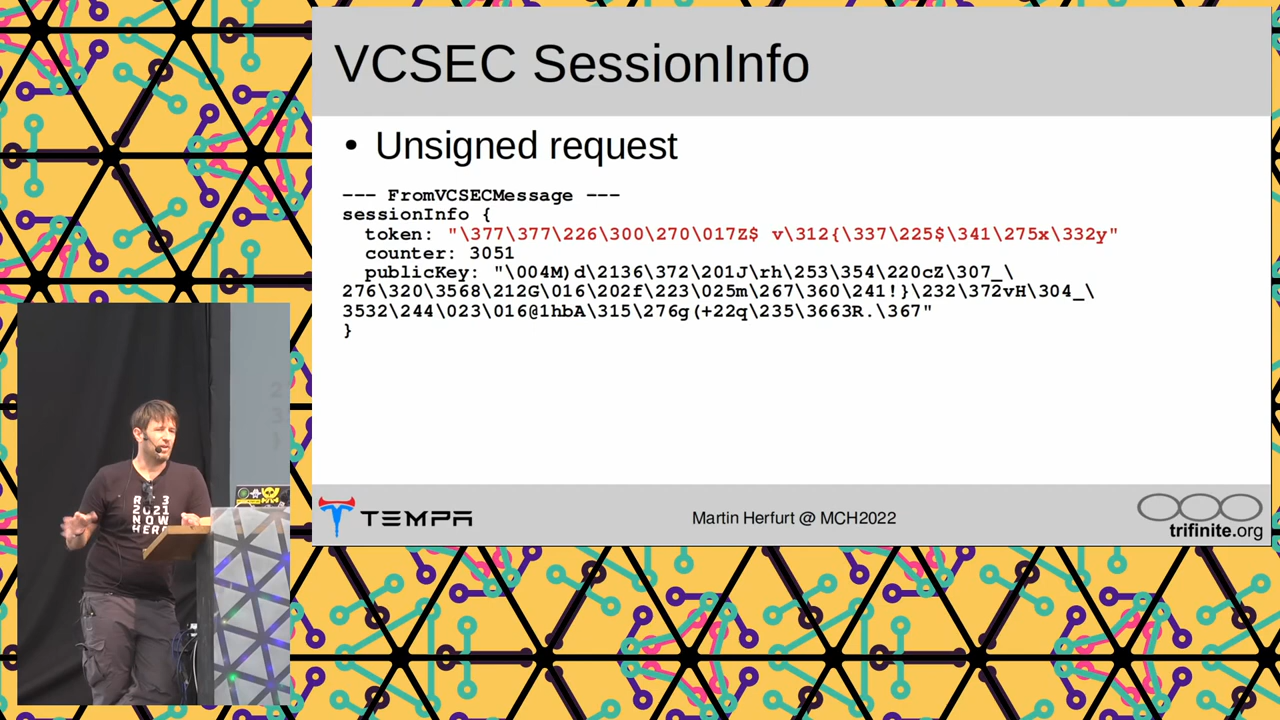 VCSEC SessionInfo
• Unsigned request
--- FromVCSECMessage ---
sessionInfo {
token: "\377\377\226\300\270\017Z$ v\312{\337\225$\341\275x\332y"
counter: 3051
publicKey: "\004M)d\2136\372\201J\rh\253\354\220cZ\307_\
276\320\3568\212G\016\202f\223\025m\267\360\241!}\232\372vH\304_\
3532\244\023\016@1hbA\315\276g(+22q\235\3663R.\367"
}
TEMPA
Martin Herfurt @ MCH2022
trifinite.org
2021
NOW